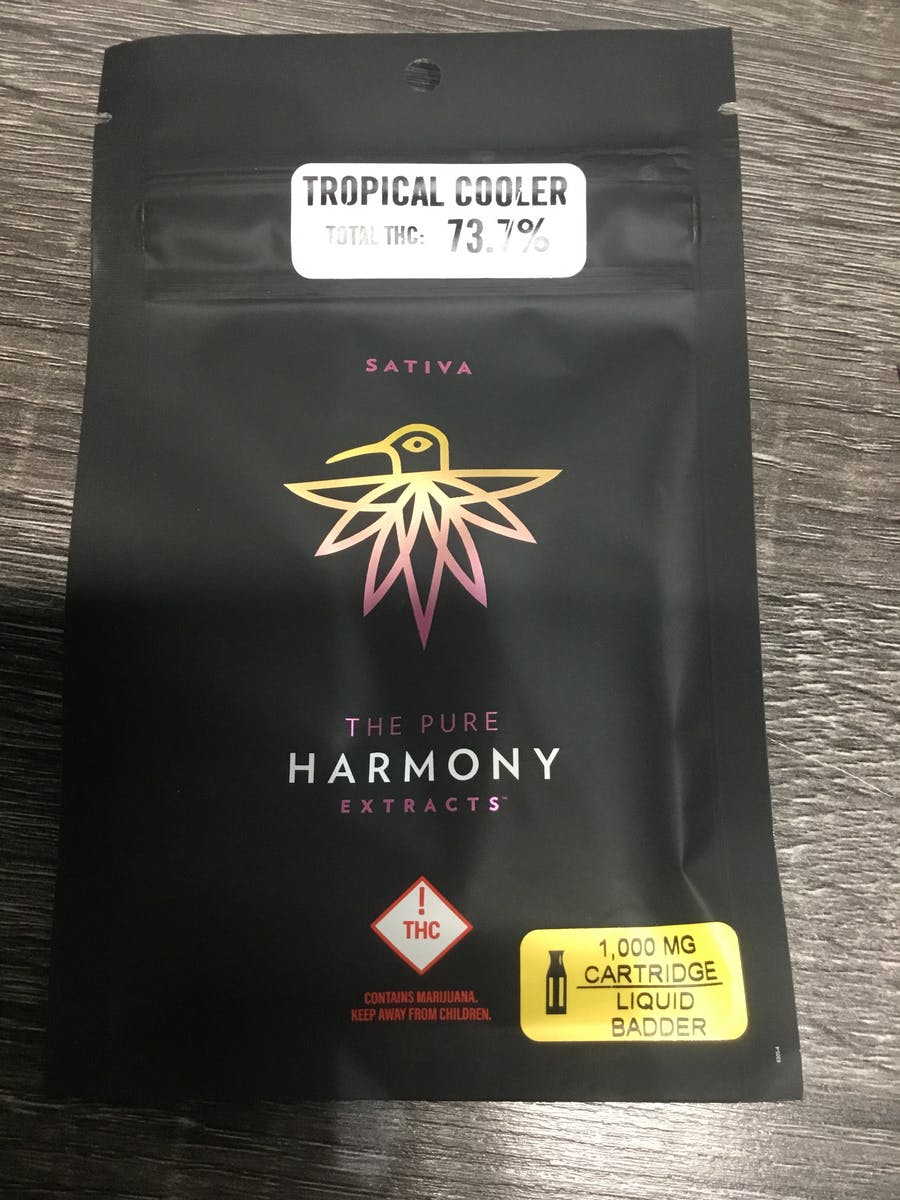 TROPICAL COOLER
TOTAL THC: 73.7%
SATIVA
THE PURE
HARMONY
EXTRACTS™
!
THC
CONTAINS MARIJUANA.
KEEP AWAY FROM CHILDREN.
1,000 MG
CARTRIDGE
LIQUID
BADDER